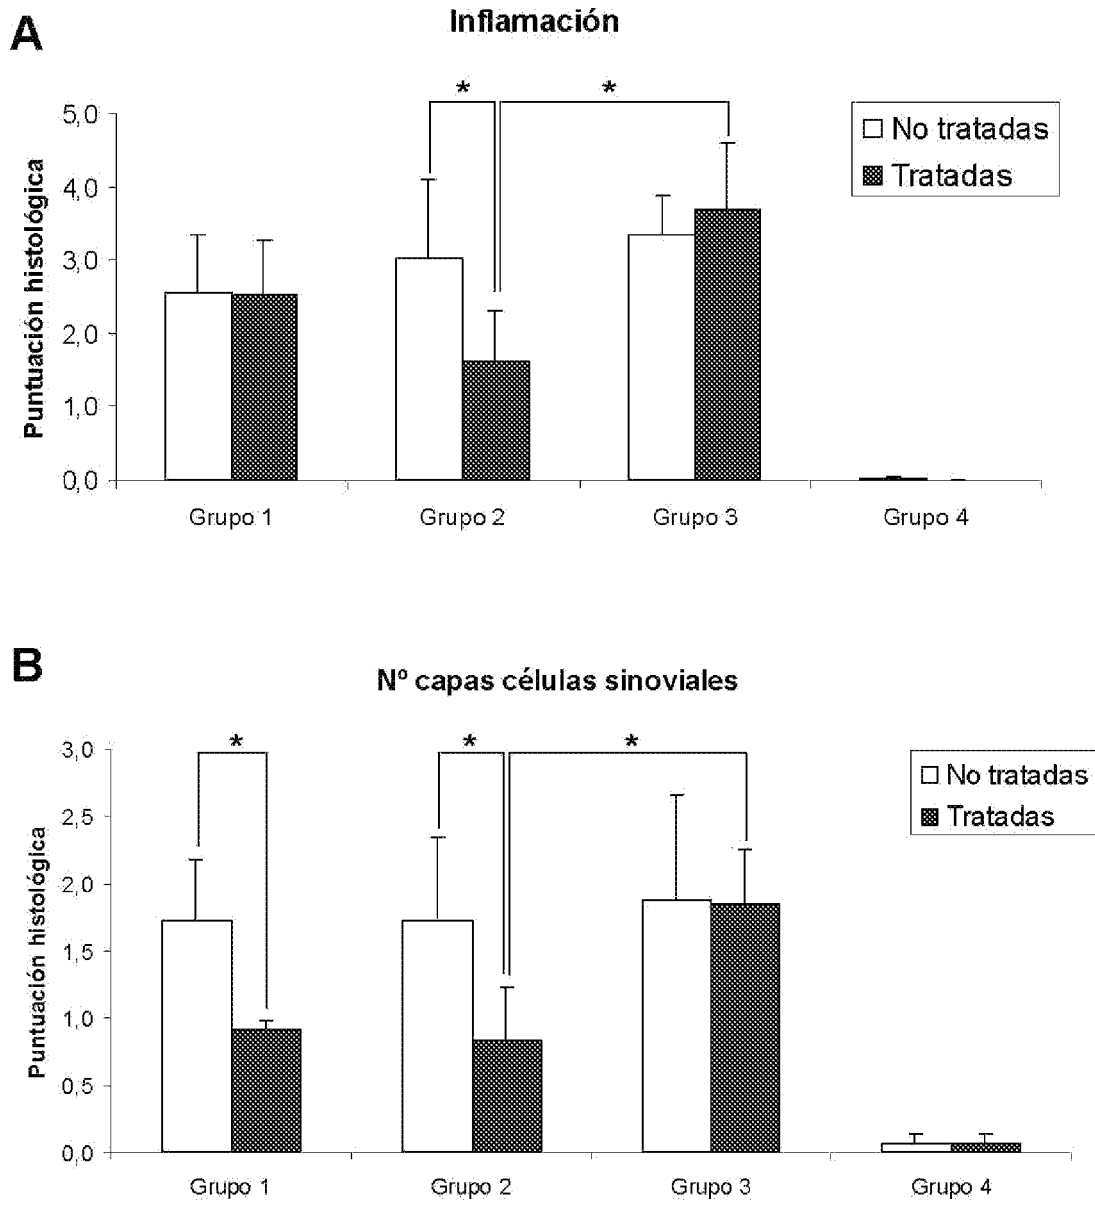 A
Inflamación
* *
5,0
4,0
3,0
2,0
1,0
0,0
Puntuación histológica
No tratadas
Tratadas
Grupo 1 Grupo 2 Grupo 3 Grupo 4
B
Nº capas células sinoviales
* * *
3,0
2,5
2,0
1,5
1,0
0,5
0,0
Puntuación histológica
No tratadas
Tratadas
Grupo 1 Grupo 2 Grupo 3 Grupo 4